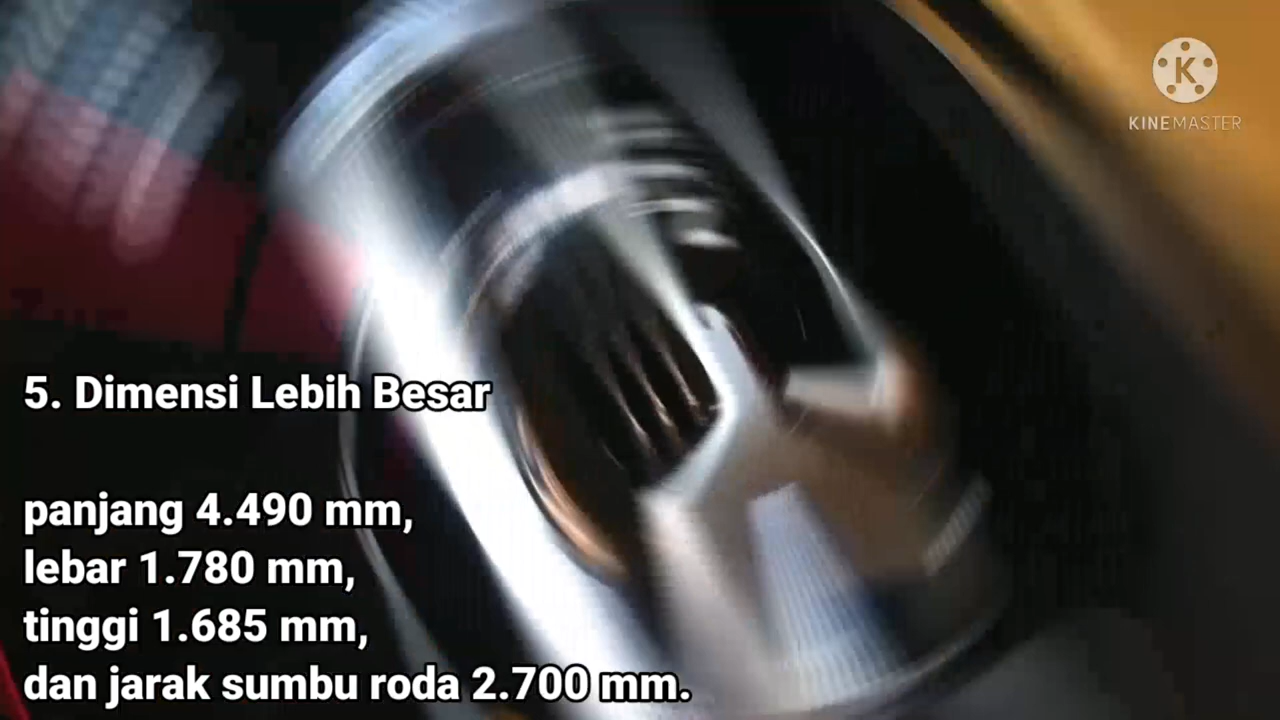 KINEMASTER
5. Dimensi Lebih Besar
panjang 4.490 mm,
lebar 1.780 mm,
tinggi 1.685 mm,
dan jarak sumbu roda 2.700 mm.